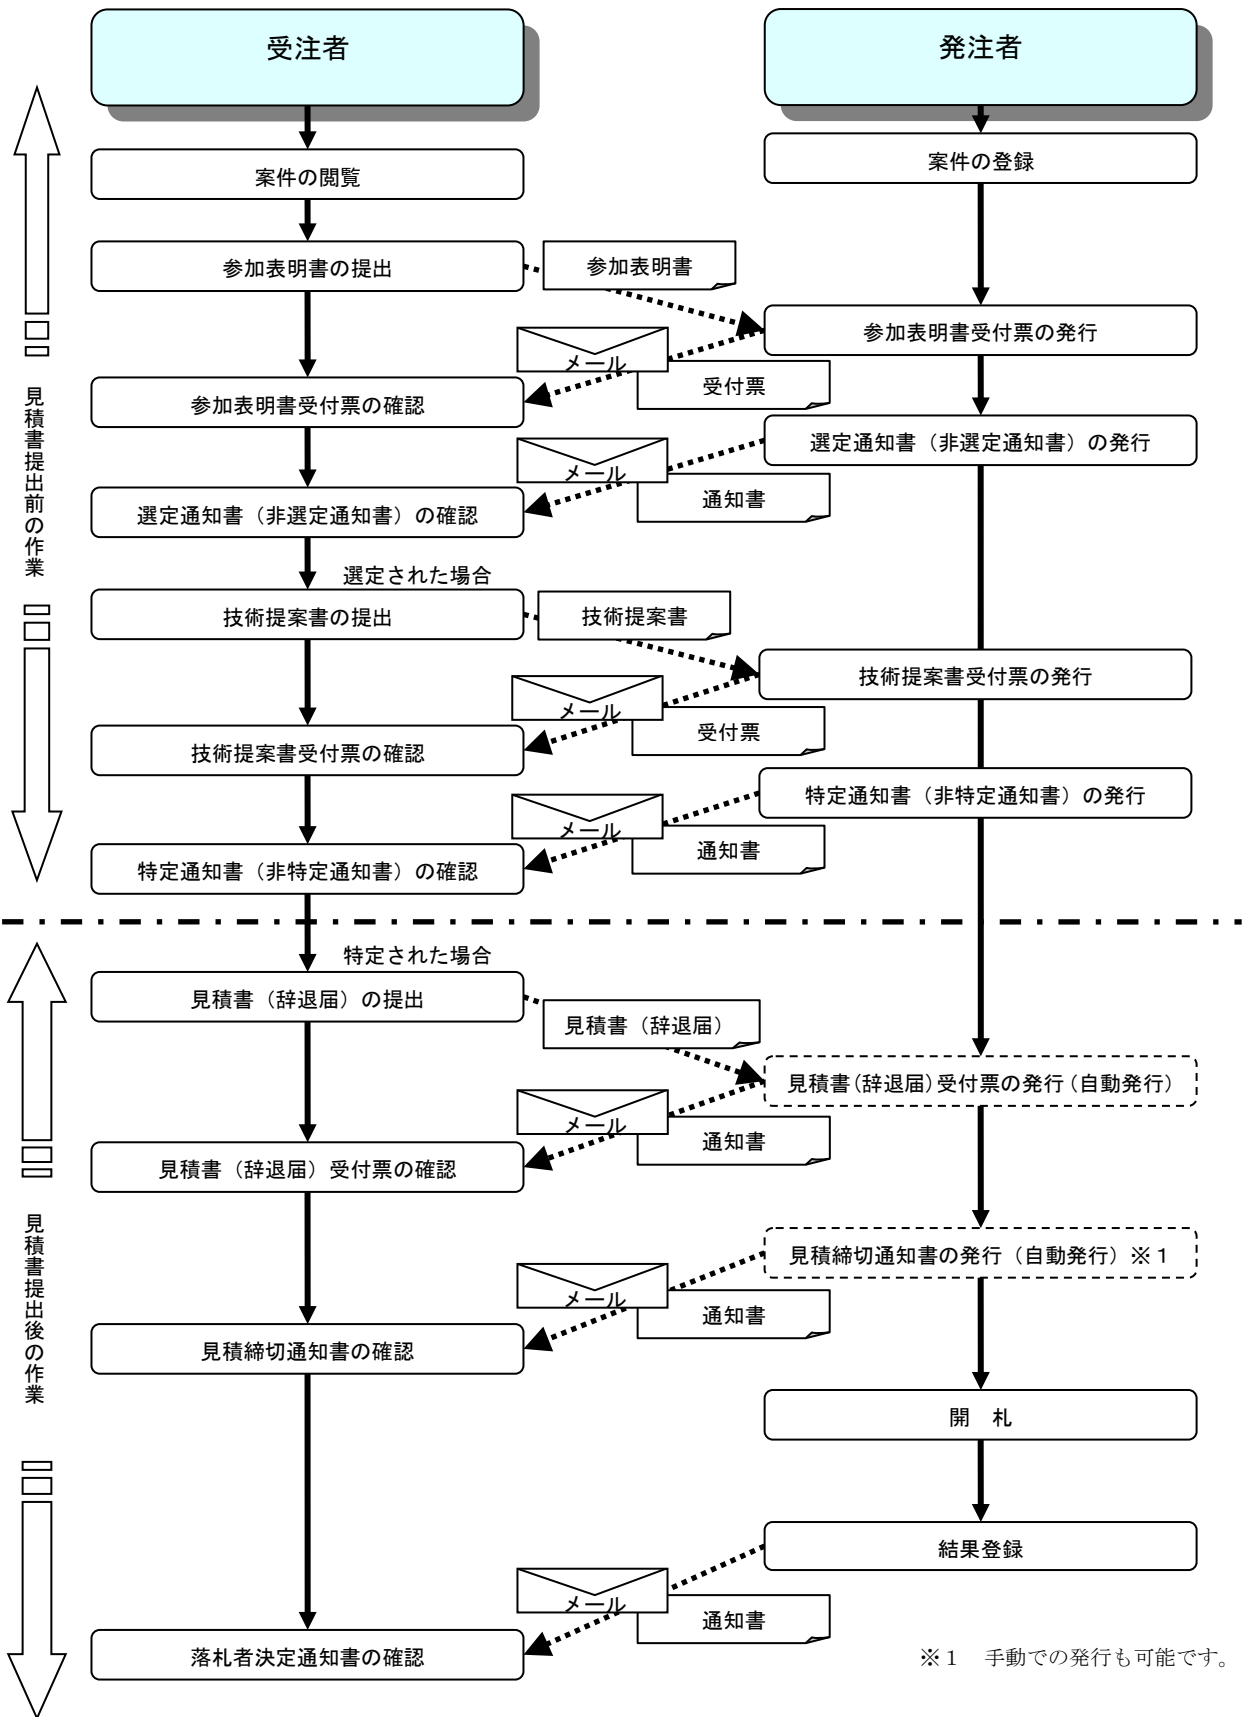 受注者
発注者
案件の閲覧
案件の登録
参加表明書の提出
参加表明書
参加表明書受付票の発行
メール
受付票
参加表明書受付票の確認
選定通知書（非選定通知書）の発行
メール
通知書
選定通知書（非選定通知書）の確認
選定された場合
技術提案書の提出
技術提案書
技術提案書受付票の発行
メール
受付票
技術提案書受付票の確認
特定通知書（非特定通知書）の発行
メール
通知書
特定通知書（非特定通知書）の確認
見積書提出前の作業
特定された場合
見積書（辞退届）の提出
見積書（辞退届）
見積書（辞退届）受付票の発行（自動発行）
メール
通知書
見積書（辞退届）受付票の確認
見積締切通知書の発行（自動発行）※１
メール
通知書
見積締切通知書の確認
開　札
結果登録
メール
通知書
落札者決定通知書の確認
見積書提出後の作業
※１　手動での発行も可能です。